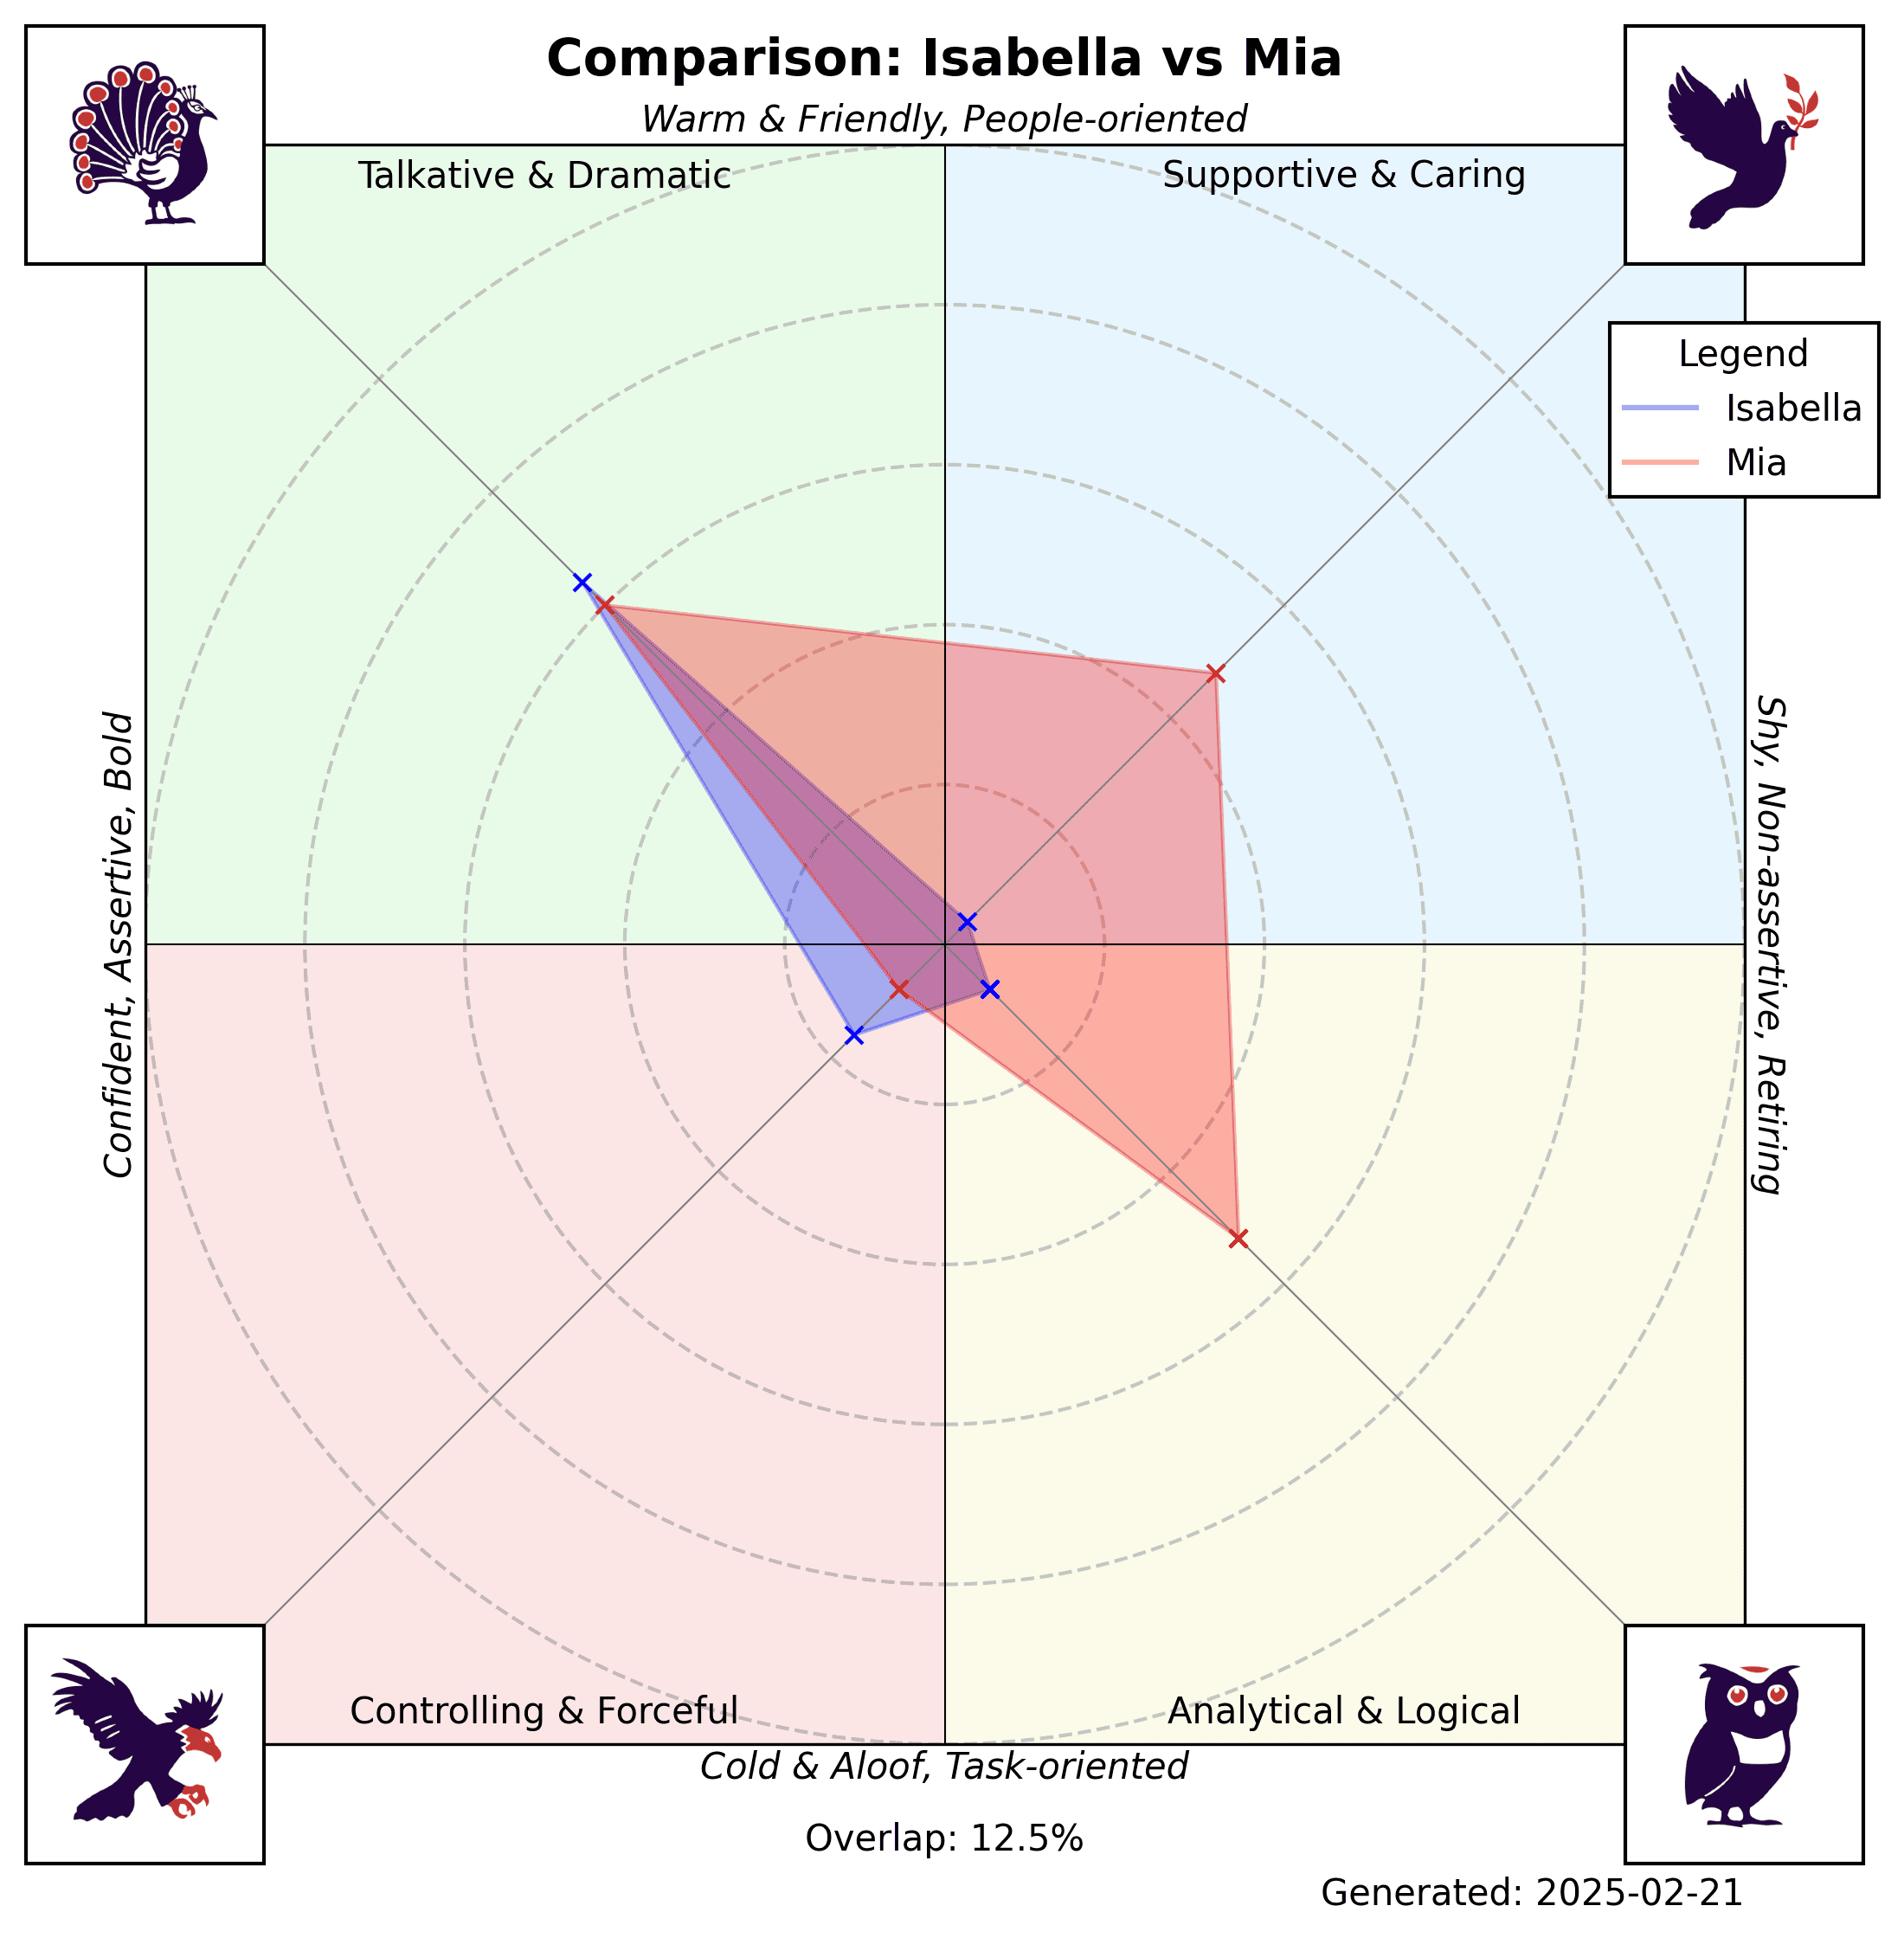 Comparison: Isabella vs Mia
Warm & Friendly, People-oriented
Talkative & Dramatic
Supportive & Caring
Legend
Isabella
Mia
Confident, Assertive, Bold
Shy, Non-assertive, Retiring
Controlling & Forceful
Analytical & Logical
Cold & Aloof, Task-oriented
Overlap: 12.5%
Generated: 2025-02-21